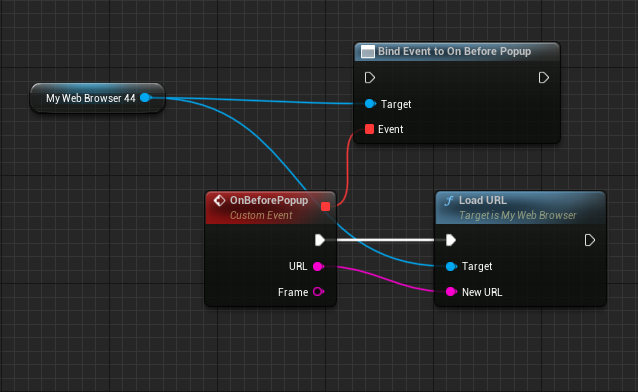 Bind Event to On Before Popup
My Web Browser 44
Target
Event
OnBeforePopup
Custom Event
URL
Frame
f Load URL
Target is My Web Browser
Target
New URL